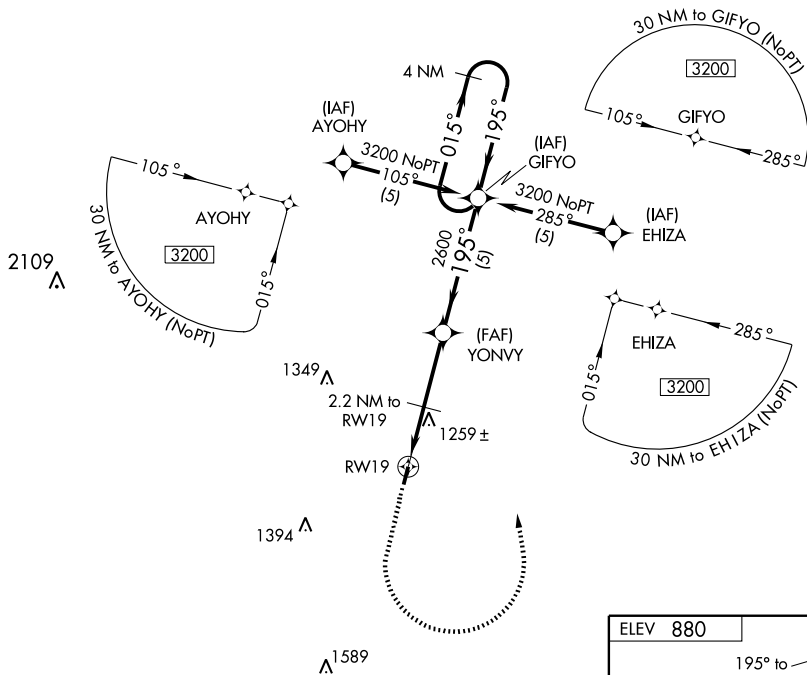 30 NM to GIFYO (NoPT)
3200
GIFYO
105°
285°
4 NM
015°
195°
(IAF)
AYOHY
3200 NoPT
105°
(5)
(IAF)
GIFYO
3200 NoPT
285°
(5)
(IAF)
EHIZA
105°
AYOHY
3200
015°
30 NM to AYOHY (NoPT)
2109
2600
195°
(5)
(FAF)
YONVY
EHIZA
285°
015°
3200
30 NM to EHIZA (NoPT)
1349
2.2 NM to
RW19
1259 ±
RW19
1394
1589
ELEV 880
195° to